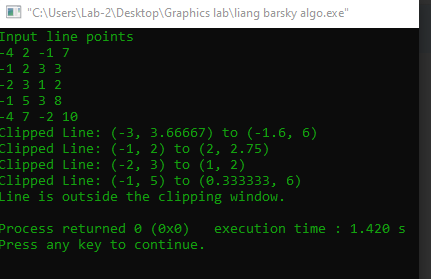 "C:\Users\Lab-2\Desktop\Graphics lab\liang barsky algo.exe"
Input line points
-4 2 -1 7
-1 2 3 3
-2 3 1 2
-1 5 3 8
-4 7 -2 10
Clipped Line: (-3, 3.66667) to (-1.6, 6)
Clipped Line: (-1, 2) to (2, 2.75)
Clipped Line: (-2, 3) to (1, 2)
Clipped Line: (-1, 5) to (0.333333, 6)
Line is outside the clipping window.
Process returned 0 (0x0)   execution time : 1.420 s
Press any key to continue.